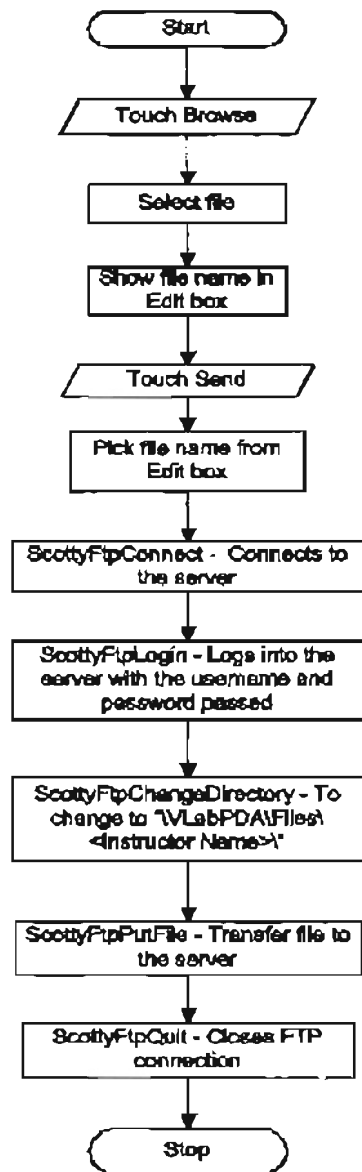 Start
Touch Browse
Select file
Show file name in
Edit box
Touch Send
Pick file name from
Edit box
ScottyFtpConnect - Connects to
the server
ScottyFtpLogin - Logs into the
server with the username and
password passed
ScottyFtpChangeDirectory - To
change to "\VLabPDA\Files\
<Instructor Name>\"
ScottyFtpPutFile - Transfer file to
the server
ScottyFtpQuit - Closes FTP
connection
Stop